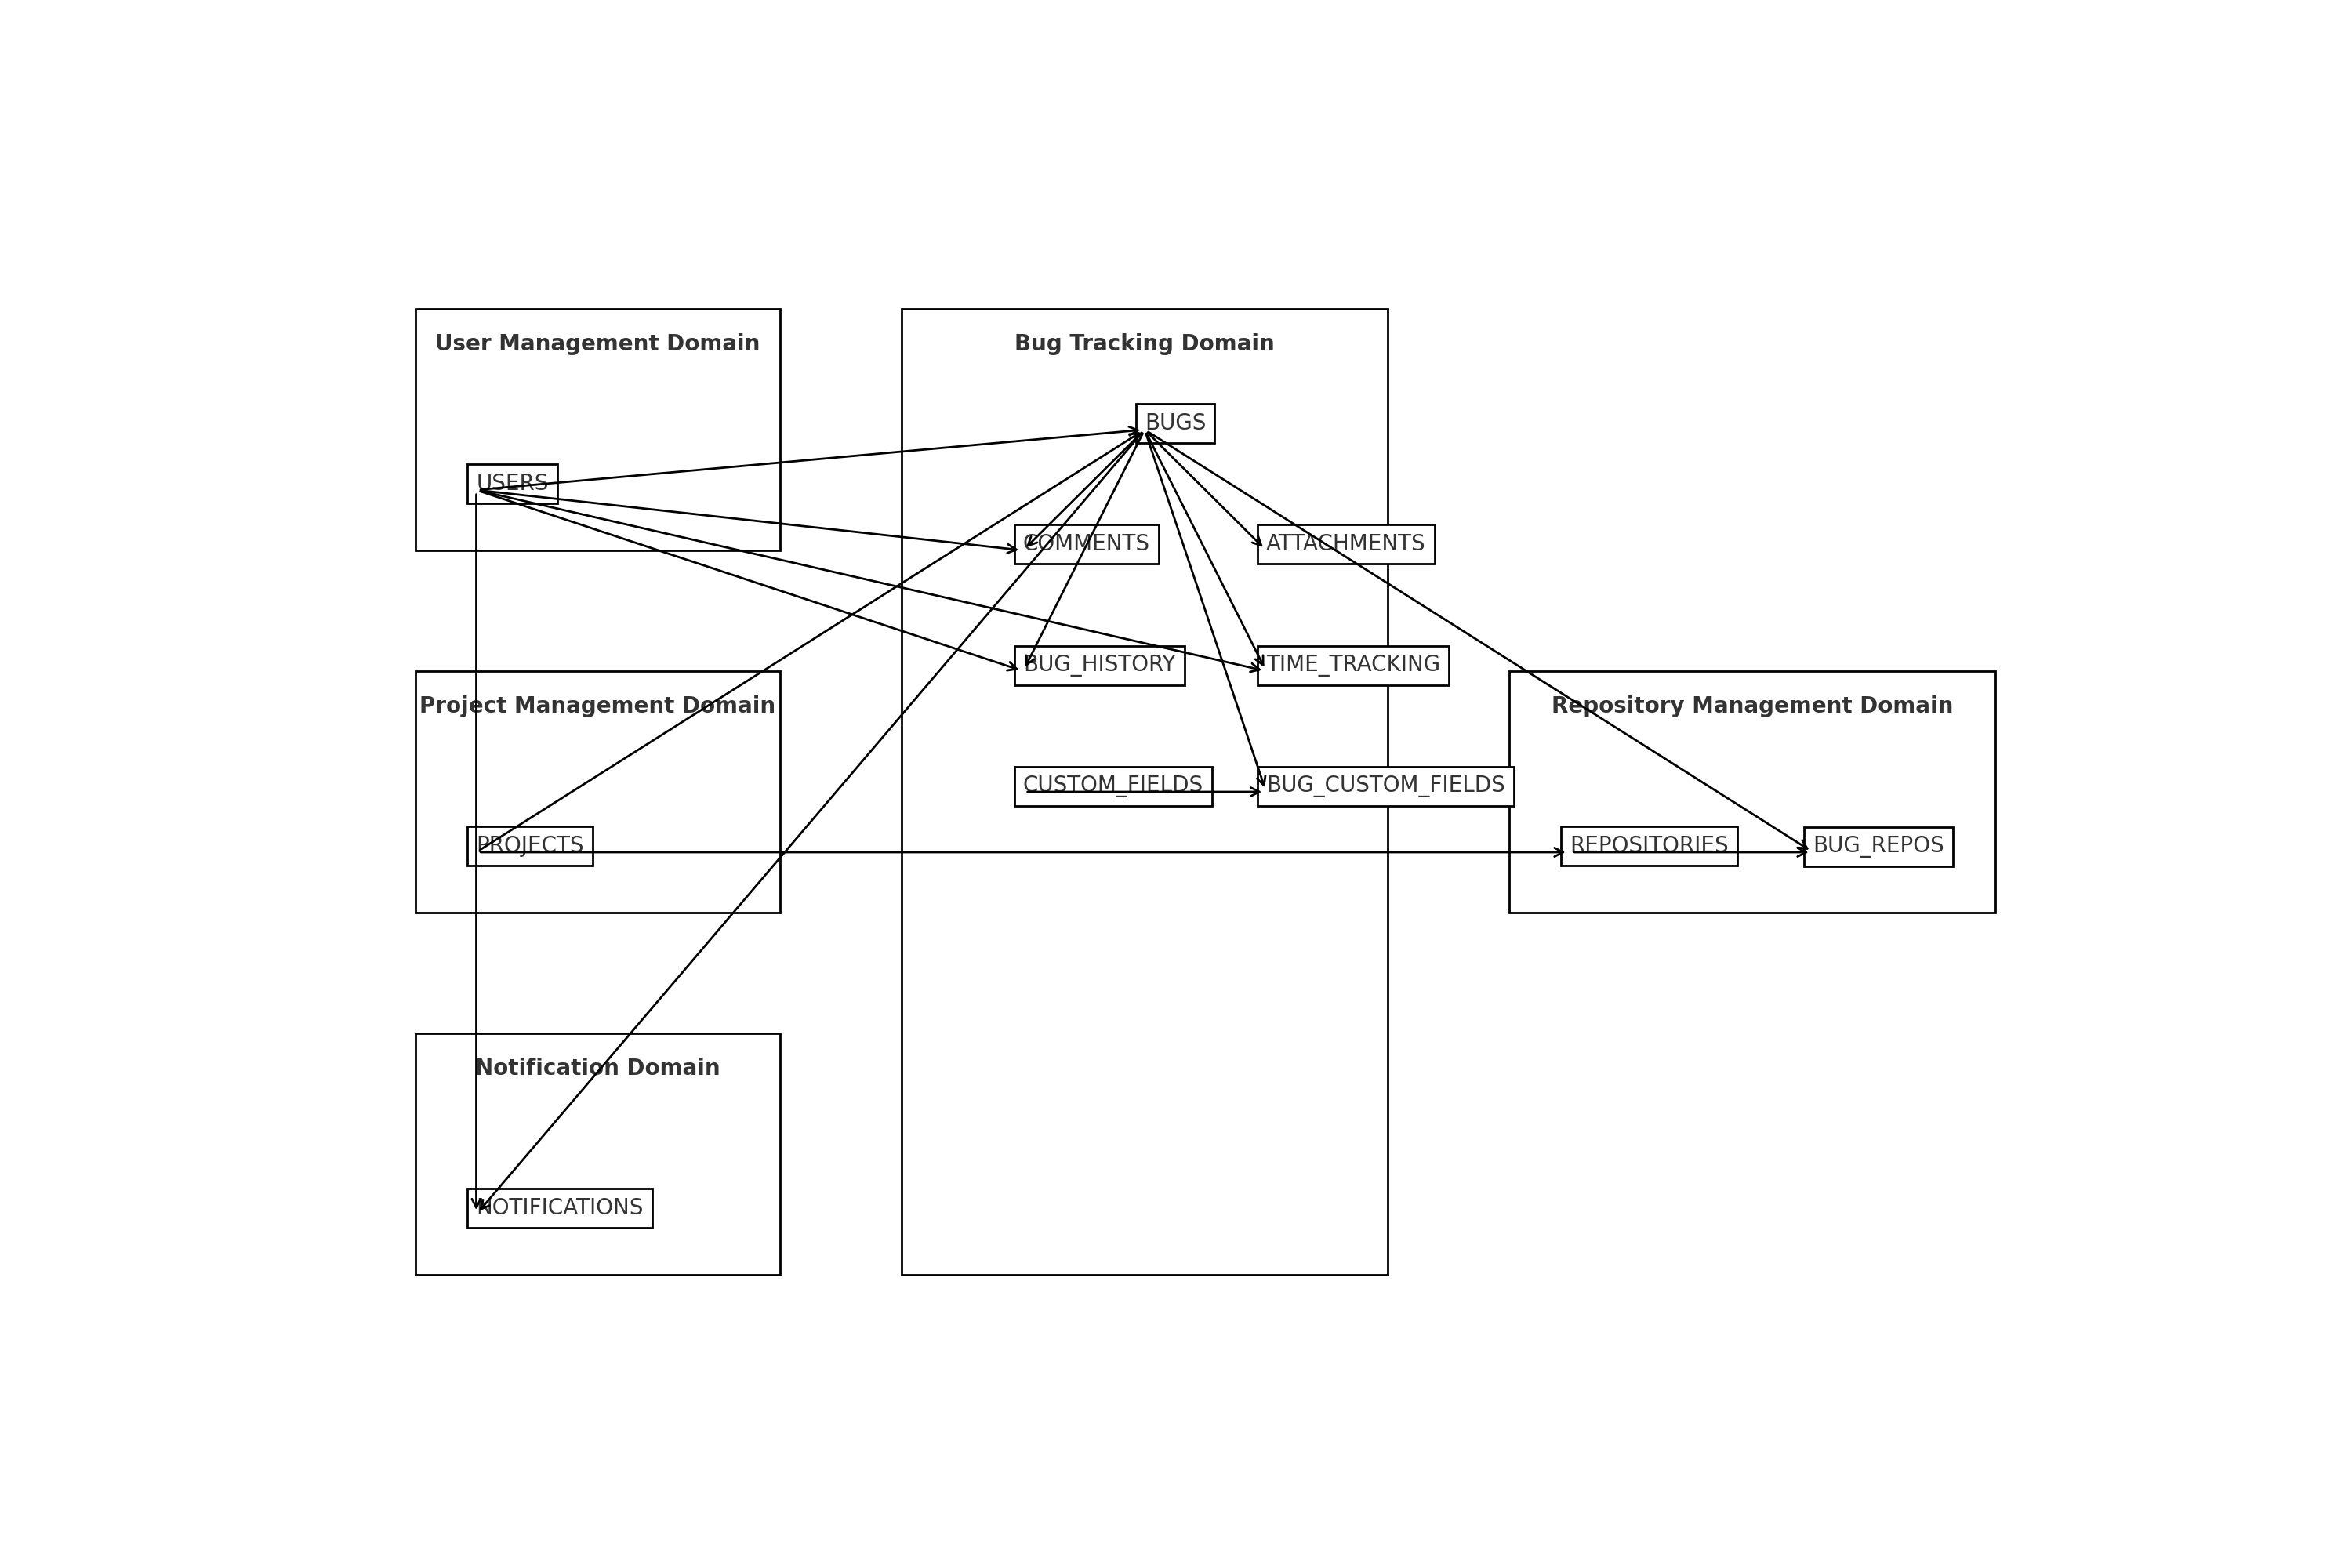 User Management Domain
USERS
Bug Tracking Domain
BUGS
COMMENTS
ATTACHMENTS
BUG_HISTORY
TIME_TRACKING
CUSTOM_FIELDS
BUG_CUSTOM_FIELDS
Project Management Domain
PROJECTS
Repository Management Domain
REPOSITORIES
BUG_REPOS
Notification Domain
NOTIFICATIONS